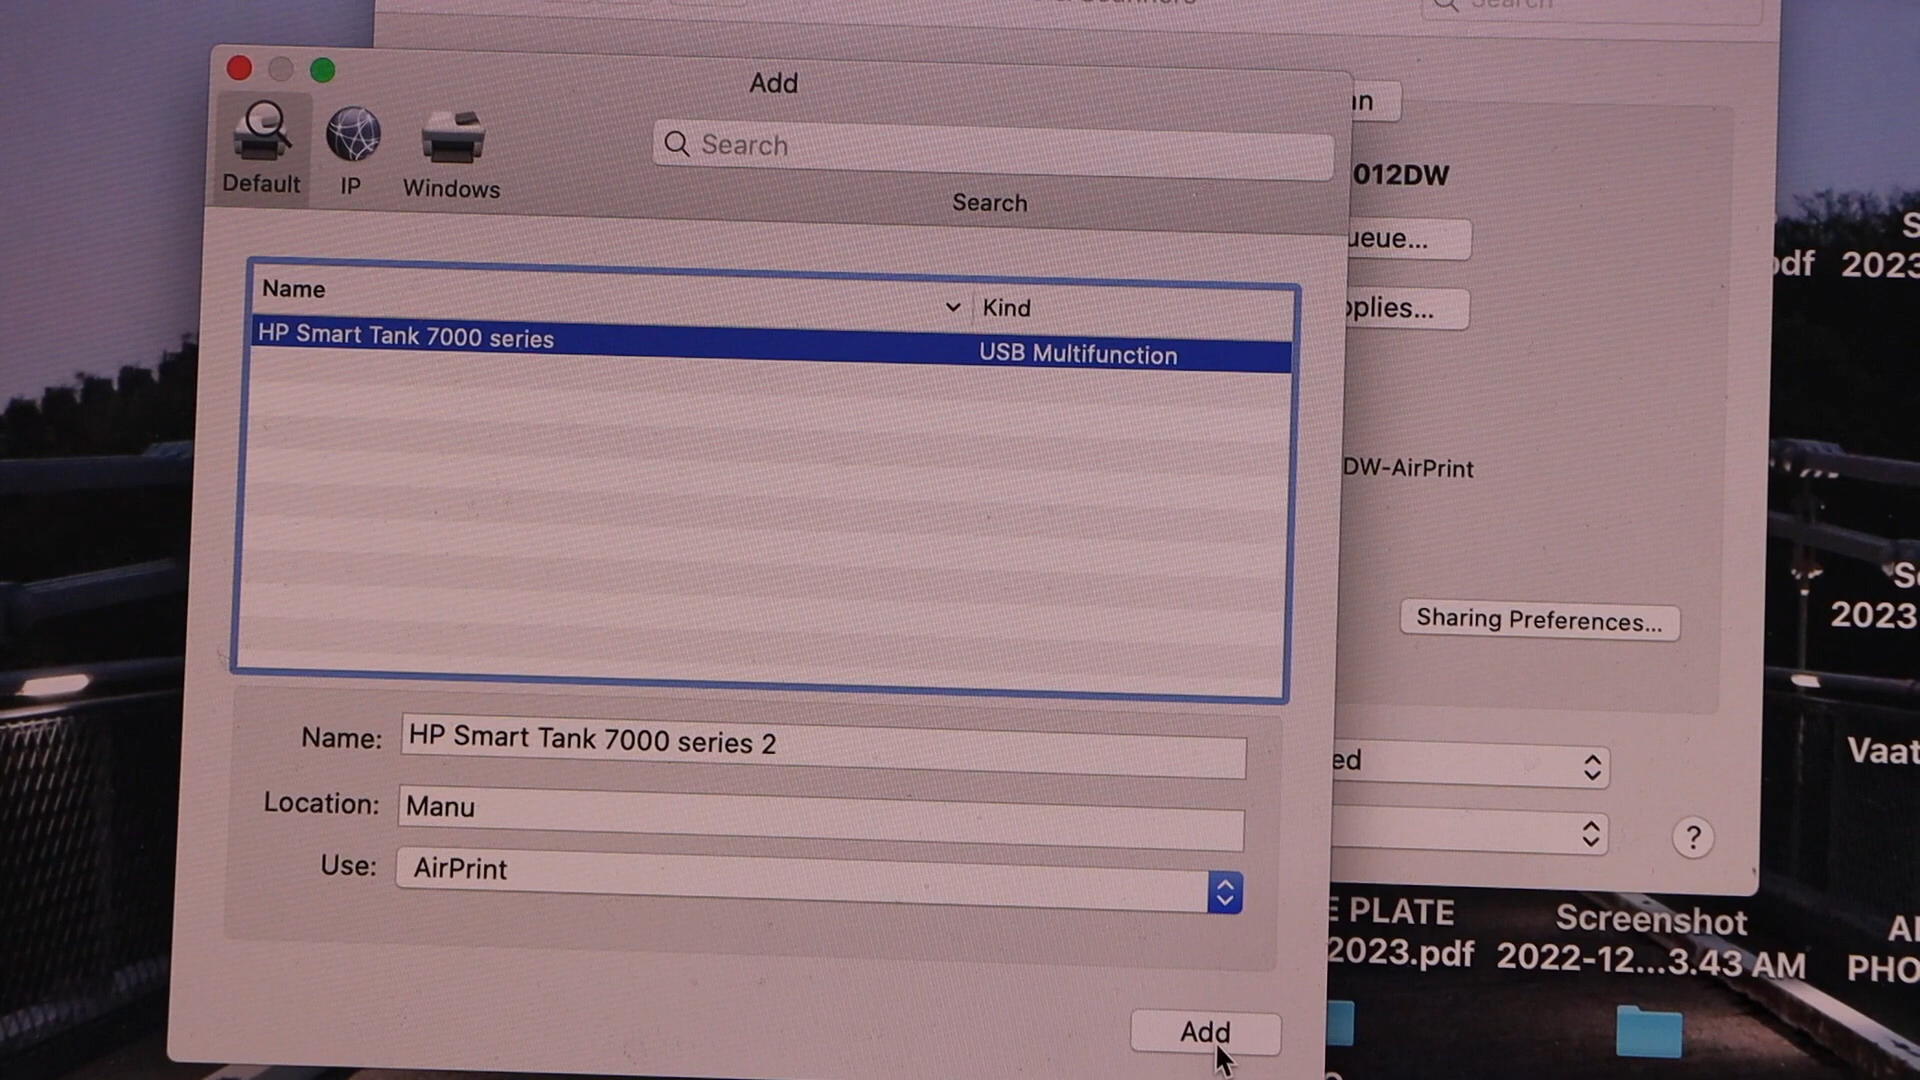 Add
Search
Default
IP
Windows
Search
Name
Kind
HP Smart Tank 7000 series
USB Multifunction
Name:
HP Smart Tank 7000 series 2
Location:
Manu
Use:
AirPrint
Add
012DW
ueue...
pplies...
DW-AirPrint
Sharing Preferences...
ed
?
PLATE
2023.pdf
Screenshot
2022-12...3.43 AM
PHO
Vaat
2023
df 2023